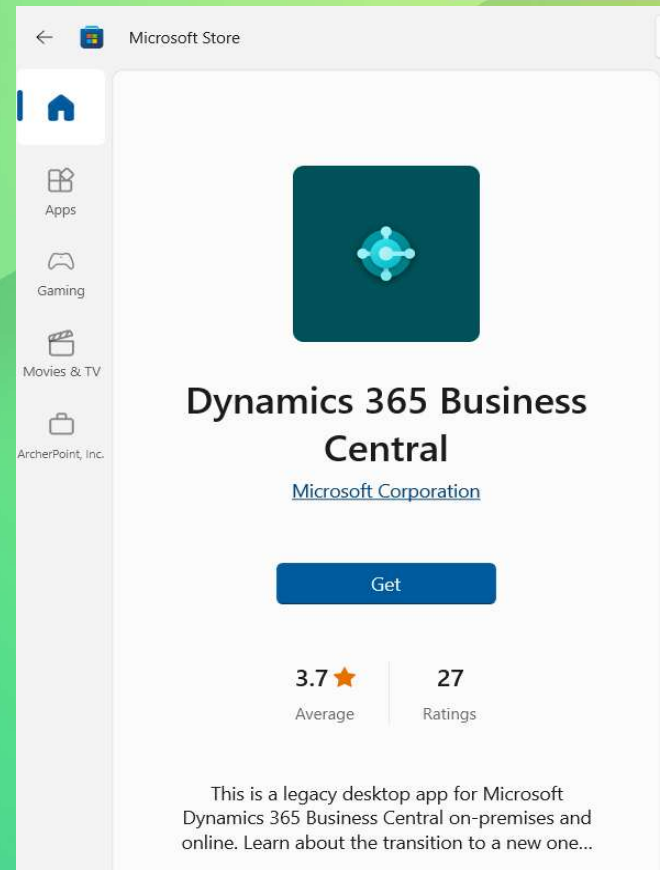 Microsoft Store
Apps
Gaming
Movies & TV
ArcherPoint, Inc.
Dynamics 365 Business
Central
Microsoft Corporation
Get
3.7
27
Average
Ratings
This is a legacy desktop app for Microsoft
Dynamics 365 Business Central on-premises and
online. Learn about the transition to a new one...